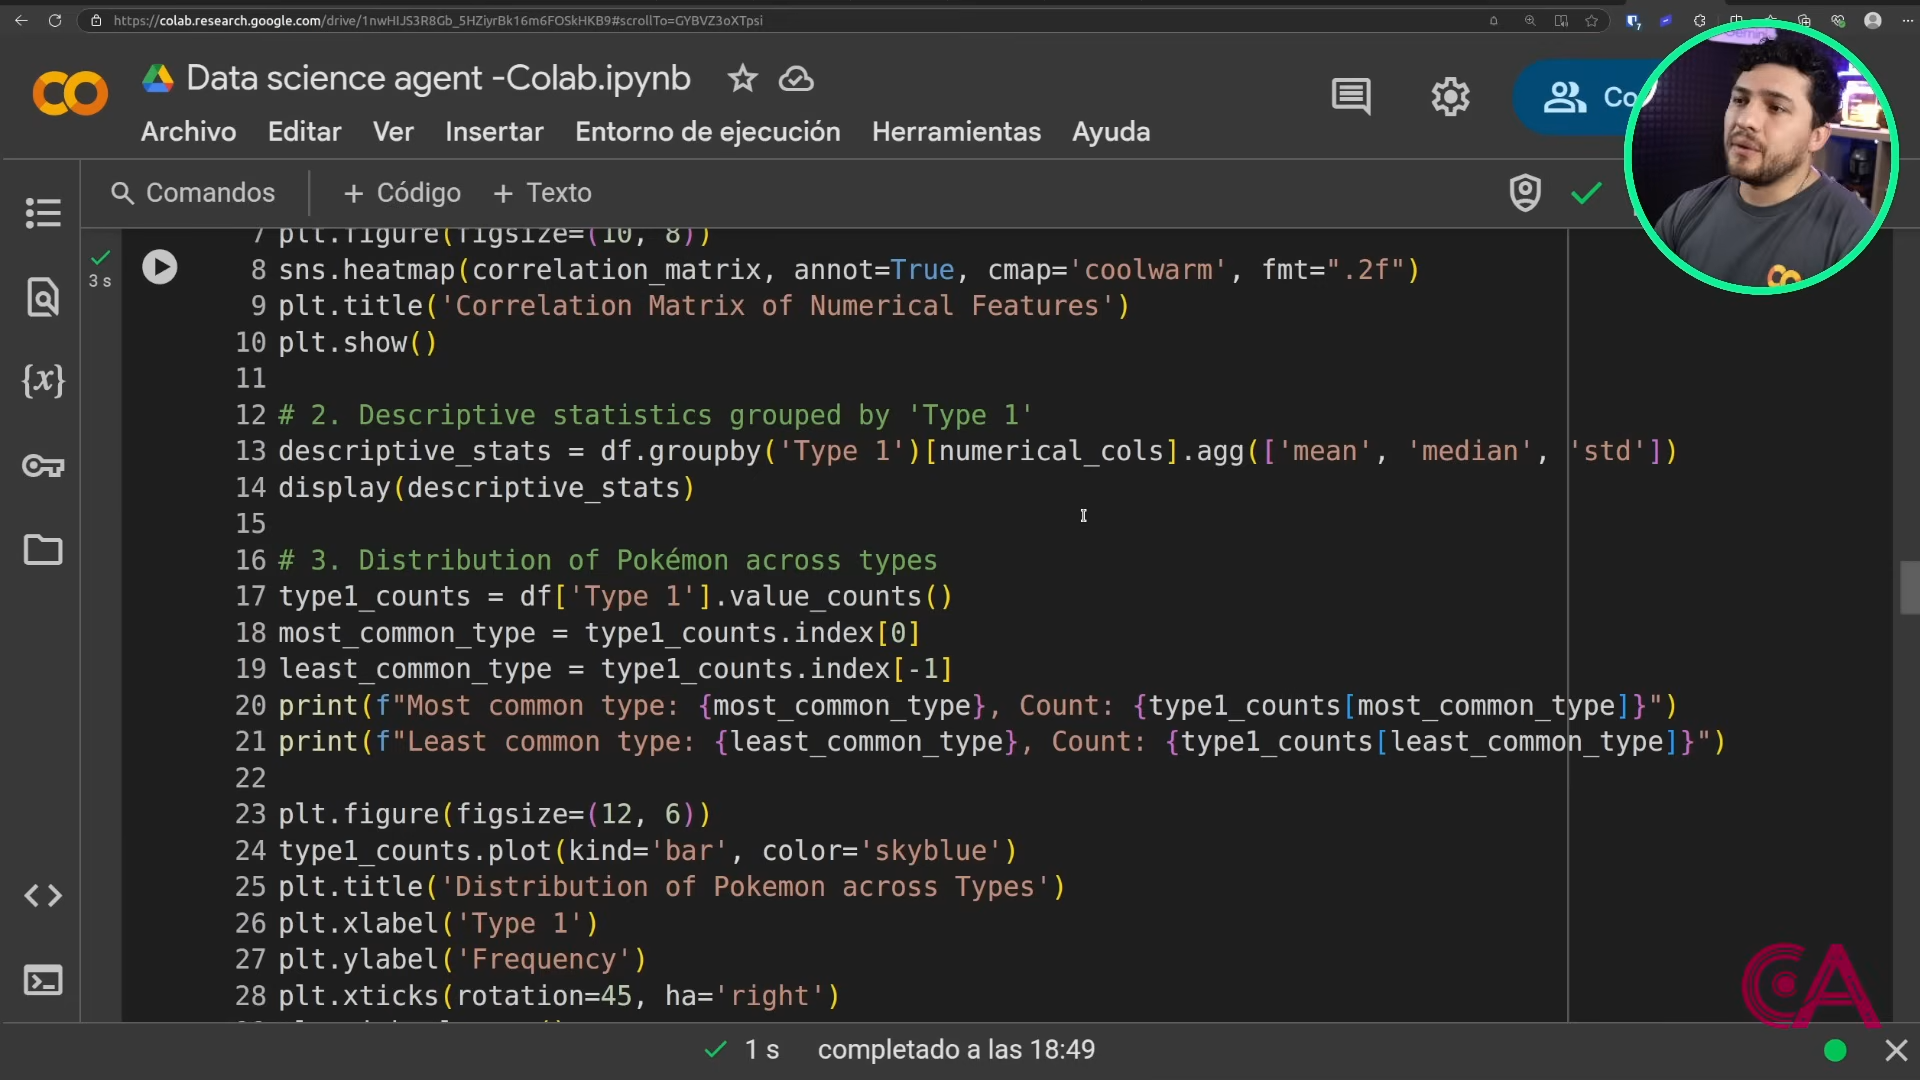 https://colab.research.google.com/drive/1nwHIJS3R8Gb_5HZiyrBk16m6FOSkHKB9#scrollTo=GYBVZ3oXTpsi
Data science agent -Colab.ipynb
Archivo Editar Ver Insertar Entorno de ejecución Herramientas Ayuda
Comandos + Código + Texto
3 s
7 plt.figure(figsize=(10, 8))
8 sns.heatmap(correlation_matrix, annot=True, cmap='coolwarm', fmt=".2f")
9 plt.title('Correlation Matrix of Numerical Features')
10 plt.show()
11
12 # 2. Descriptive statistics grouped by 'Type 1'
13 descriptive_stats = df.groupby('Type 1')[numerical_cols].agg(['mean', 'median', 'std'])
14 display(descriptive_stats)
15
16 # 3. Distribution of Pokémon across types
17 type1_counts = df['Type 1'].value_counts()
18 most_common_type = type1_counts.index[0]
19 least_common_type = type1_counts.index[-1]
20 print(f"Most common type: {most_common_type}, Count: {type1_counts[most_common_type]}")
21 print(f"Least common type: {least_common_type}, Count: {type1_counts[least_common_type]}")
22
23 plt.figure(figsize=(12, 6))
24 type1_counts.plot(kind='bar', color='skyblue')
25 plt.title('Distribution of Pokemon across Types')
26 plt.xlabel('Type 1')
27 plt.ylabel('Frequency')
28 plt.xticks(rotation=45, ha='right')
1 s completado a las 18:49
CA